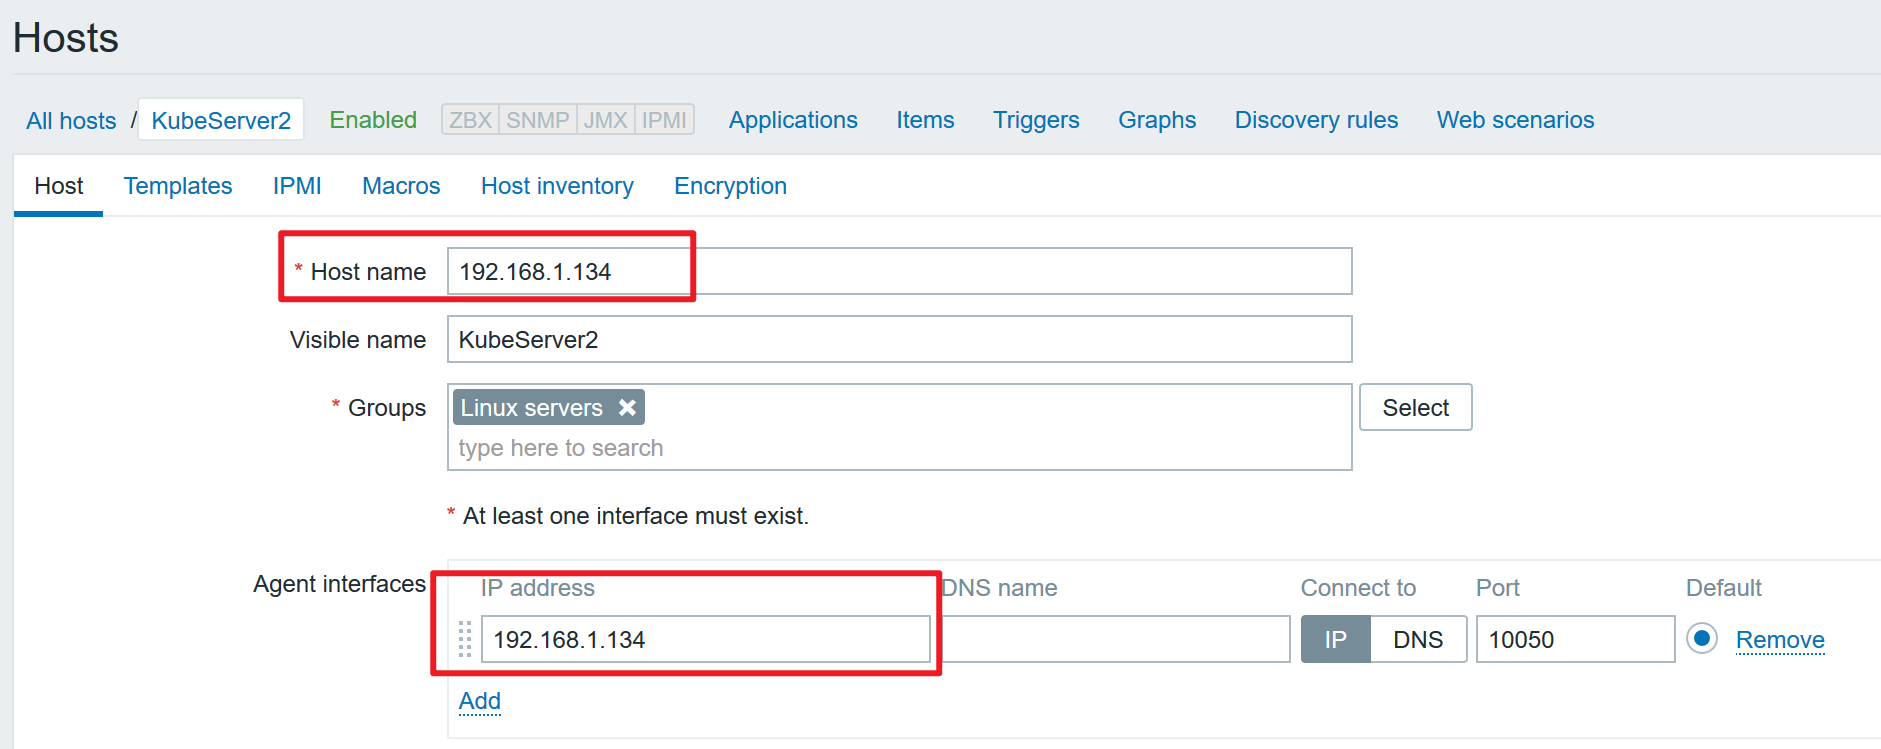 Hosts
All hosts / KubeServer2 Enabled ZBX SNMP JMX IPMI Applications Items Triggers Graphs Discovery rules Web scenarios
Host Templates IPMI Macros Host inventory Encryption
* Host name 192.168.1.134
Visible name KubeServer2
* Groups Linux servers Select
type here to search
* At least one interface must exist.
Agent interfaces IP address DNS name Connect to Port Default
192.168.1.134 IP DNS 10050 Remove
Add